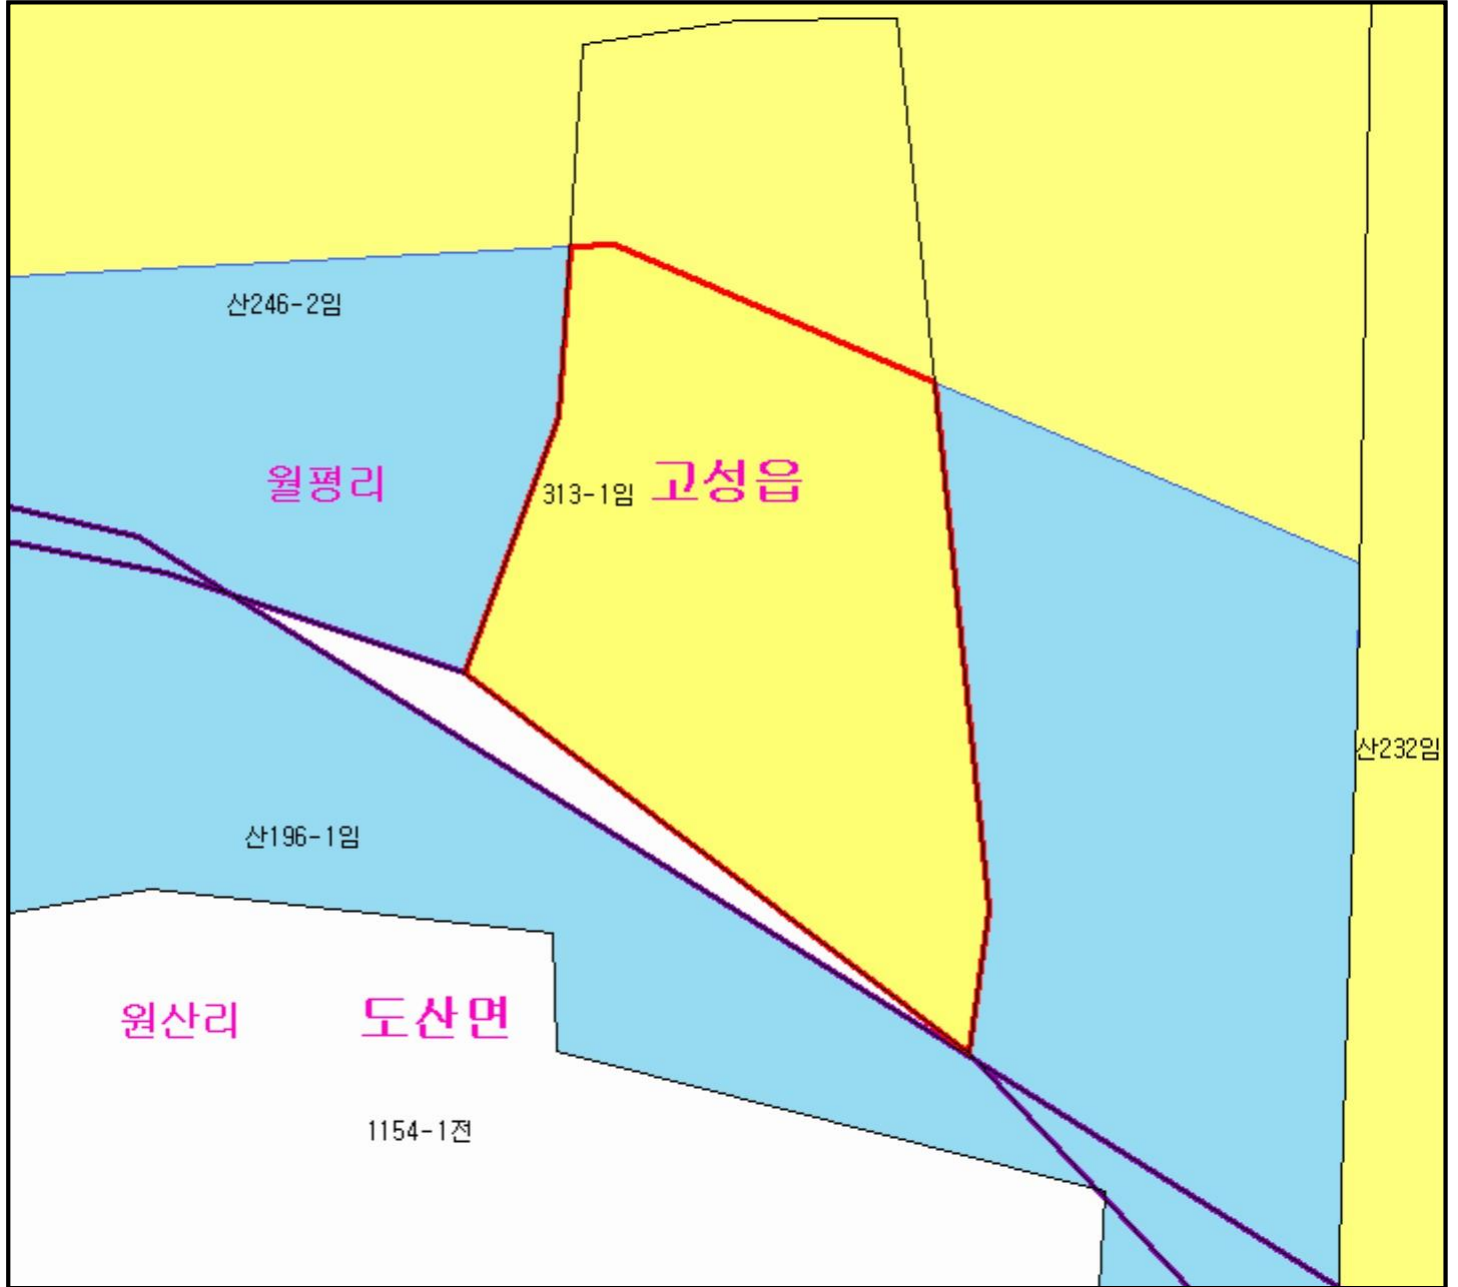 산246-2임
월평리
313-1임 고성읍
산232임
산196-1임
원산리 도산면
1154-1전